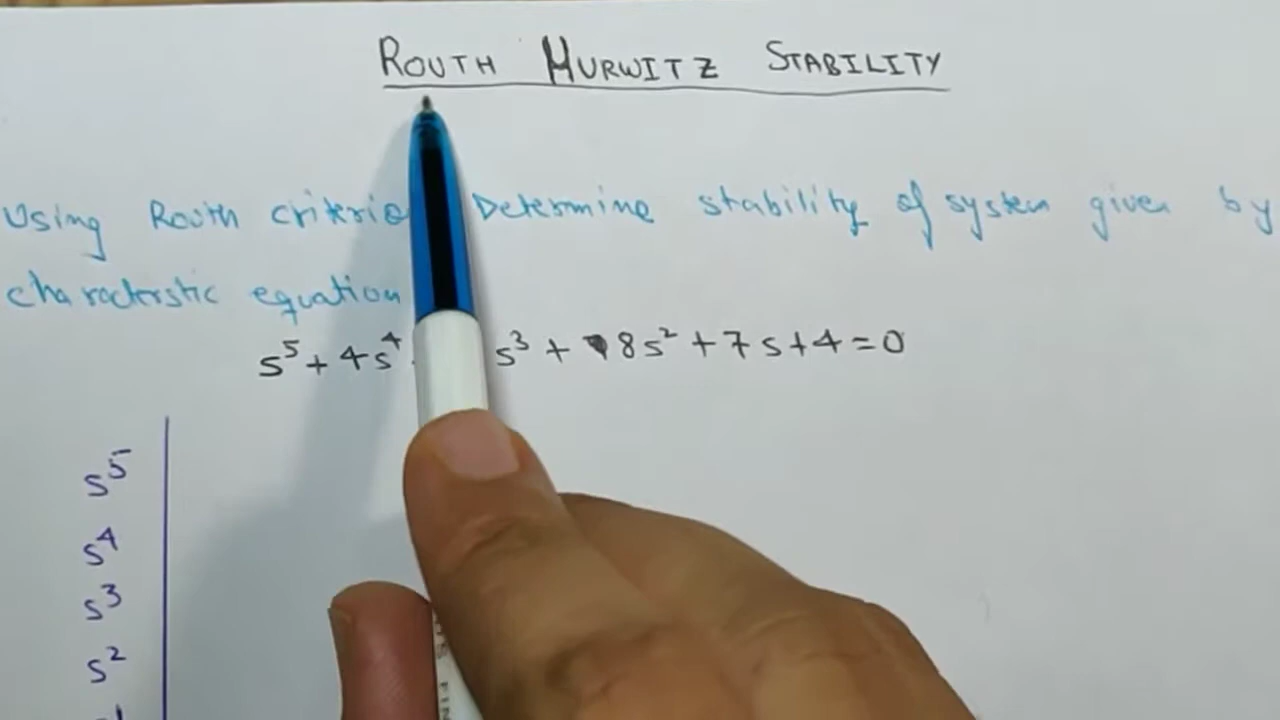 ROUTH HURWITZ STABILITY
Using Routh Determine stability of system given by
characterstic equation
s⁵ + 4s⁴ s³ + 8s² + 7s + 4 = 0
s⁵
s⁴
s³
s²